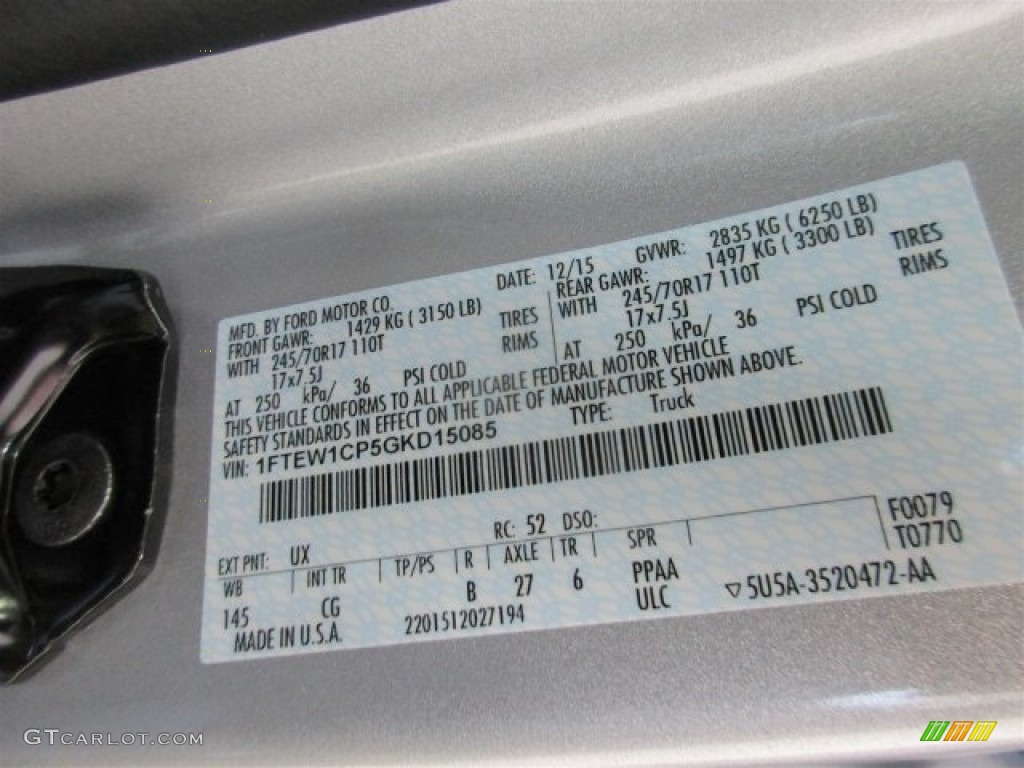 MFD. BY FORD MOTOR CO. DATE: 12/15 GVWR: 2835 KG ( 6250 LB)
FRONT GAWR: 1429 KG ( 3150 LB) REAR GAWR: 1497 KG ( 3300 LB)
WITH 245/70R17 110T TIRES WITH 245/70R17 110T TIRES
17x7.5J RIMS 17x7.5J RIMS
AT 250 kPa/ 36 PSI COLD AT 250 kPa/ 36 PSI COLD
THIS VEHICLE CONFORMS TO ALL APPLICABLE FEDERAL MOTOR VEHICLE
SAFETY STANDARDS IN EFFECT ON THE DATE OF MANUFACTURE SHOWN ABOVE.
VIN: 1FTEW1CP5GKD15085 TYPE: Truck
F0079
RC: 52 DSO: T0770
EXT PNT: UX
WB INT TR TP/PS R AXLE TR SPR
145 CG B 27 6 PPAA
MADE IN U.S.A. 2201512027194 ULC ▽5U5A-3520472-AA
GTCARLOT.COM